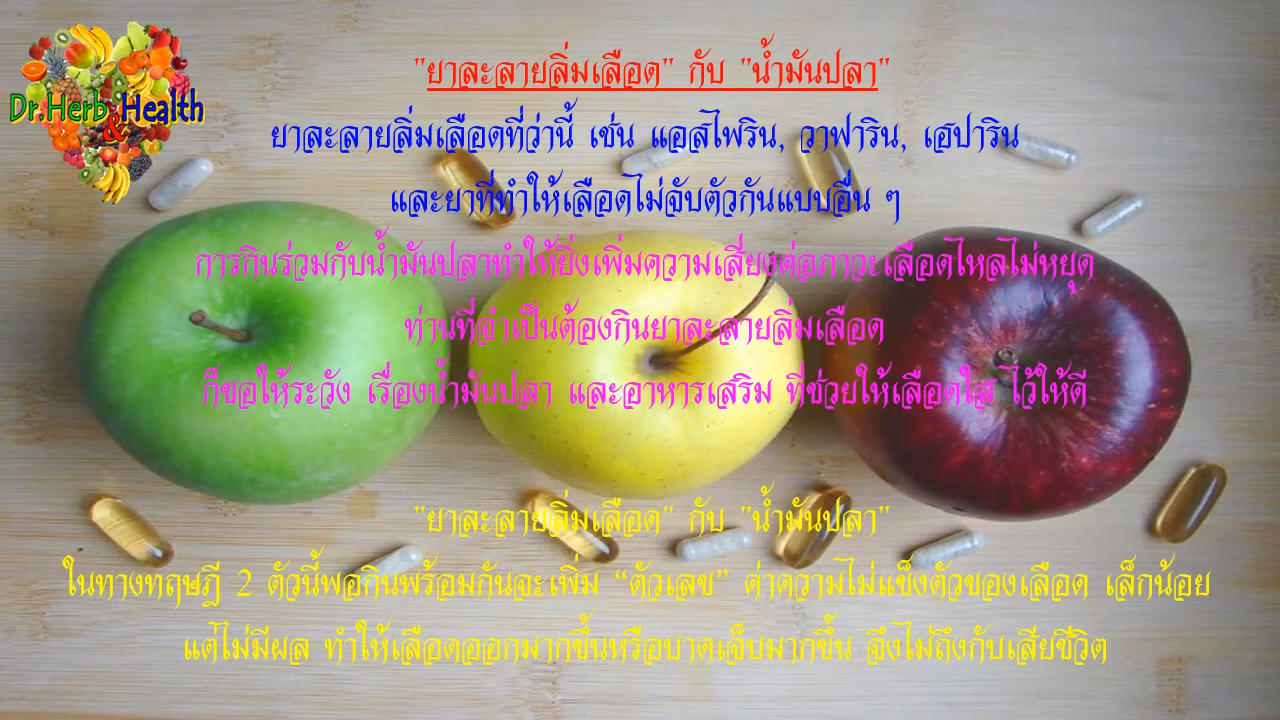 Dr.Herb & Health
"ยาละลายลิ่มเลือด" กับ "น้ำมันปลา"
ยาละลายลิ่มเลือดที่ว่านี้ เช่น แอสไพริน, วาฟาริน, เฮปาริน
และยาที่ทำให้เลือดไม่จับตัวกันแบบอื่น ๆ
การกินร่วมกับน้ำมันปลาทำให้ยิ่งเพิ่มความเสี่ยงต่อภาวะเลือดไหลไม่หยุด
ท่านที่จำเป็นต้องกินยาละลายลิ่มเลือด
ก็ขอให้ระวัง เรื่องน้ำมันปลา และอาหารเสริม ที่ช่วยให้เลือดใส ไว้ให้ดี
"ยาละลายลิ่มเลือด" กับ "น้ำมันปลา"
ในทางทฤษฎี 2 ตัวนี้พอกินพร้อมกันจะเพิ่ม “ตัวเลข” ค่าความไม่แข็งตัวของเลือด เล็กน้อย
แต่ไม่มีผล ทำให้เลือดออกมากขึ้นหรือบาดเจ็บมากขึ้น จึงไม่ถึงกับเสียชีวิต